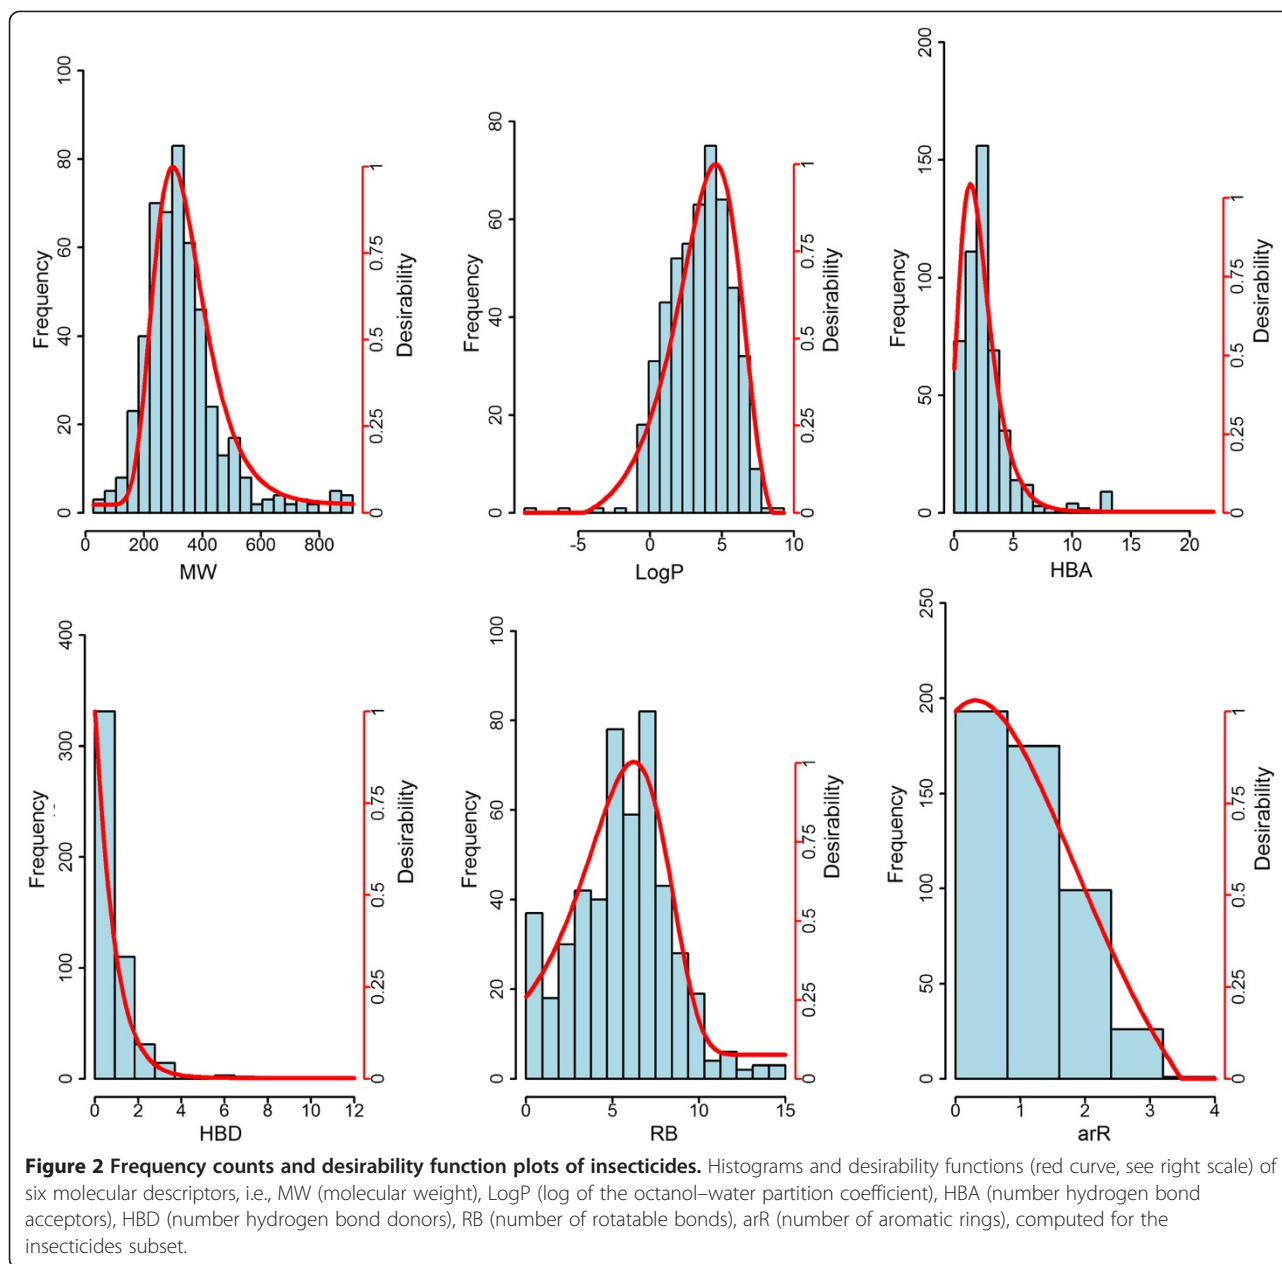 100
80
60
40
20
0
Frequency
0 200 400 600 800
MW
1
0.75
0.5
0.25
0
Desirability
80
60
40
20
0
Frequency
-5 0 5 10
LogP
1
0.75
0.5
0.25
0
Desirability
200
150
100
50
0
Frequency
0 5 10 15 20
HBA
1
0.75
0.5
0.25
0
Desirability
400
300
200
100
0
Frequency
0 2 4 6 8 10 12
HBD
1
0.75
0.5
0.25
0
Desirability
100
80
60
40
20
0
Frequency
0 5 10 15
RB
1
0.75
0.5
0.25
0
Desirability
250
200
150
100
50
0
Frequency
0 1 2 3 4
arR
1
0.75
0.5
0.25
0
Desirability
Figure 2 Frequency counts and desirability function plots of insecticides. Histograms and desirability functions (red curve, see right scale) of
six molecular descriptors, i.e., MW (molecular weight), LogP (log of the octanol–water partition coefficient), HBA (number hydrogen bond
acceptors), HBD (number hydrogen bond donors), RB (number of rotatable bonds), arR (number of aromatic rings), computed for the
insecticides subset.